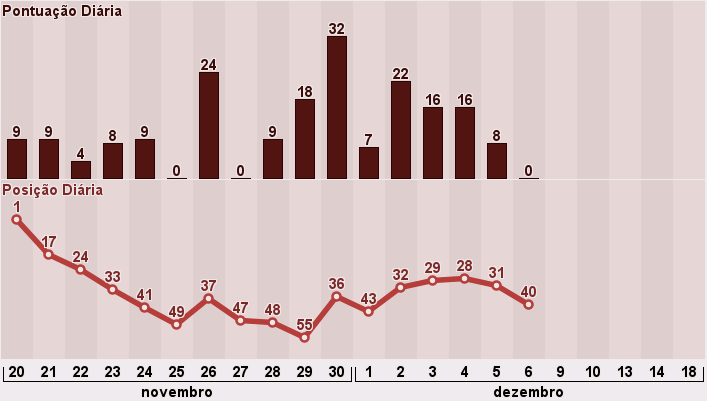 Pontuação Diária
9 9 4 8 9 0 24 0 9 18 32 7 22 16 16 8 0
Posição Diária
1 17 24 33 41 49 37 47 48 55 36 43 32 29 28 31 40
20 21 22 23 24 25 26 27 28 29 30 1 2 3 4 5 6 9 10 13 14 18
novembro dezembro